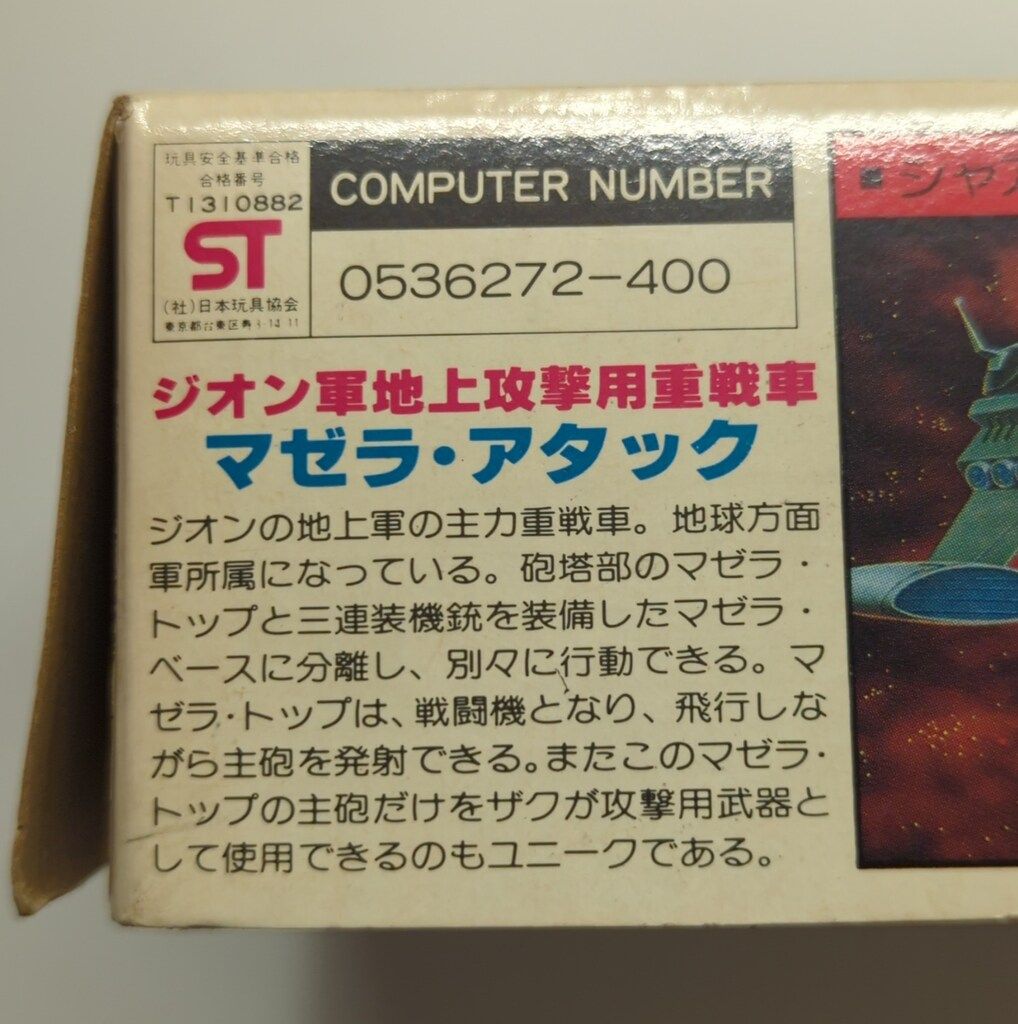 玩具安全基準合格
合格番号
T1310882
ST
(社)日本玩具協会
東京都台東区寿3-14-11
COMPUTER NUMBER
0536272-400
ジオン軍地上攻撃用重戦車
マゼラ・アタック
ジオンの地上軍の主力重戦車。地球方面
軍所属になっている。砲塔部のマゼラ・
トップと三連装機銃を装備したマゼラ・
ベースに分離し、別々に行動できる。マ
ゼラ・トップは、戦闘機となり、飛行しな
がら主砲を発射できる。またこのマゼラ・
トップの主砲だけをザクが攻撃用武器と
して使用できるのもユニークである。
■シャア